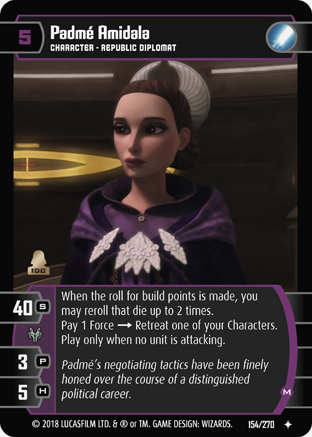 5
Padmé Amidala
CHARACTER - REPUBLIC DIPLOMAT
100
40 S
3 P
5 H
When the roll for build points is made, you
may reroll that die up to 2 times.
Pay 1 Force → Retreat one of your Characters.
Play only when no unit is attacking.
Padmé's negotiating tactics have been finely
honed over the course of a distinguished
political career.
M
© 2018 LUCASFILM LTD. & ® or TM. GAME DESIGN: WIZARDS.
154/270